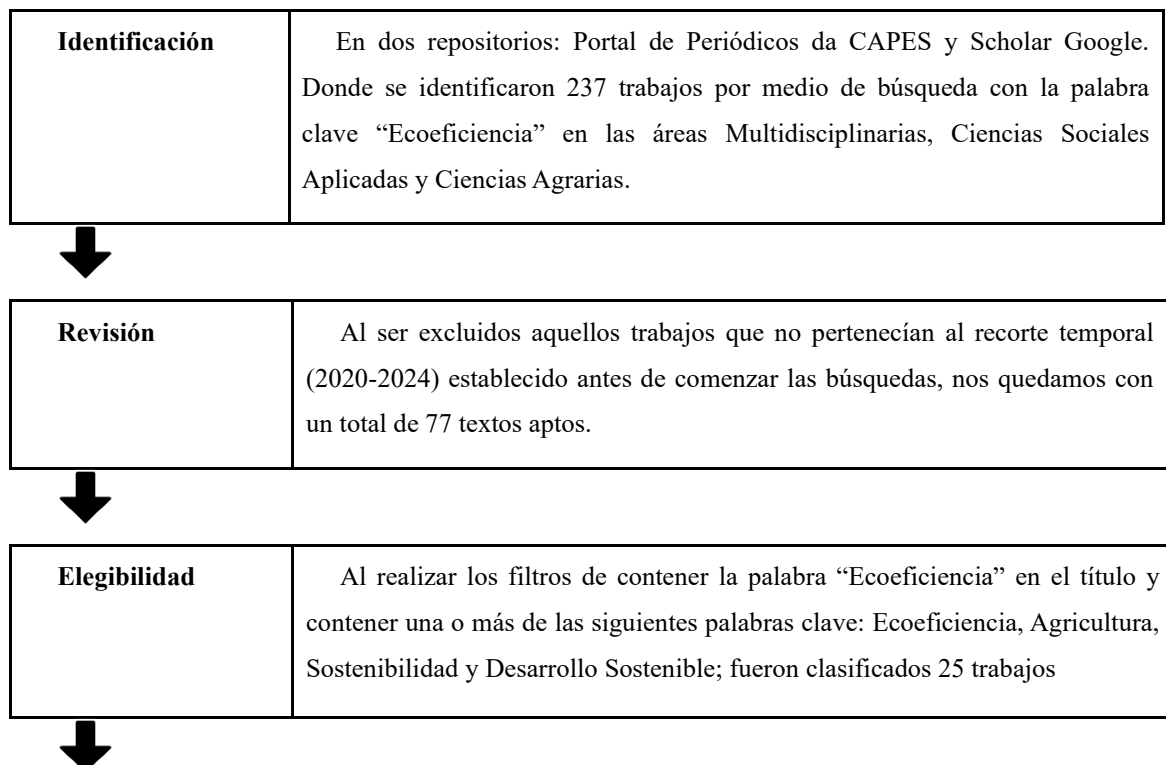 Identificación
En dos repositorios: Portal de Periódicos da CAPES y Scholar Google.
Donde se identificaron 237 trabajos por medio de búsqueda con la palabra
clave “Ecoeficiencia” en las áreas Multidisciplinarias, Ciencias Sociales
Aplicadas y Ciencias Agrarias.
Revisión
Al ser excluidos aquellos trabajos que no pertenecían al recorte temporal
(2020-2024) establecido antes de comenzar las búsquedas, nos quedamos con
un total de 77 textos aptos.
Elegibilidad
Al realizar los filtros de contener la palabra “Ecoeficiencia” en el título y
contener una o más de las siguientes palabras clave: Ecoeficiencia, Agricultura,
Sostenibilidad y Desarrollo Sostenible; fueron clasificados 25 trabajos